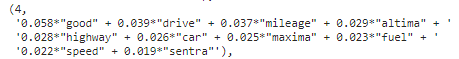 (4,
'0.058*"good" + 0.039*"drive" + 0.037*"mileage" + 0.029*"altima" + '
'0.028*"highway" + 0.026*"car" + 0.025*"maxima" + 0.023*"fuel" + '
'0.022*"speed" + 0.019*"sentra"'),